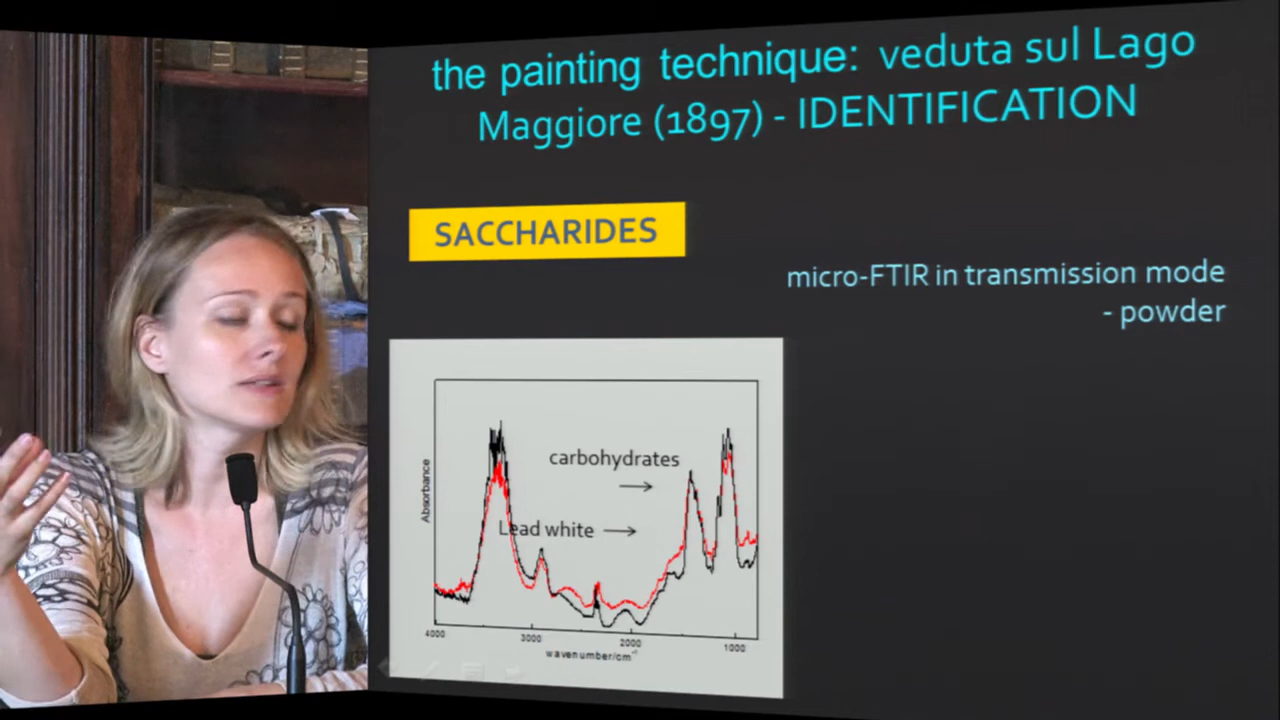 the painting technique: veduta sul Lago
Maggiore (1897) - IDENTIFICATION
SACCHARIDES
micro-FTIR in transmission mode
- powder
carbohydrates
Lead white
Absorbance
4000 3000 2000 1000
wavenumber/cm⁻¹